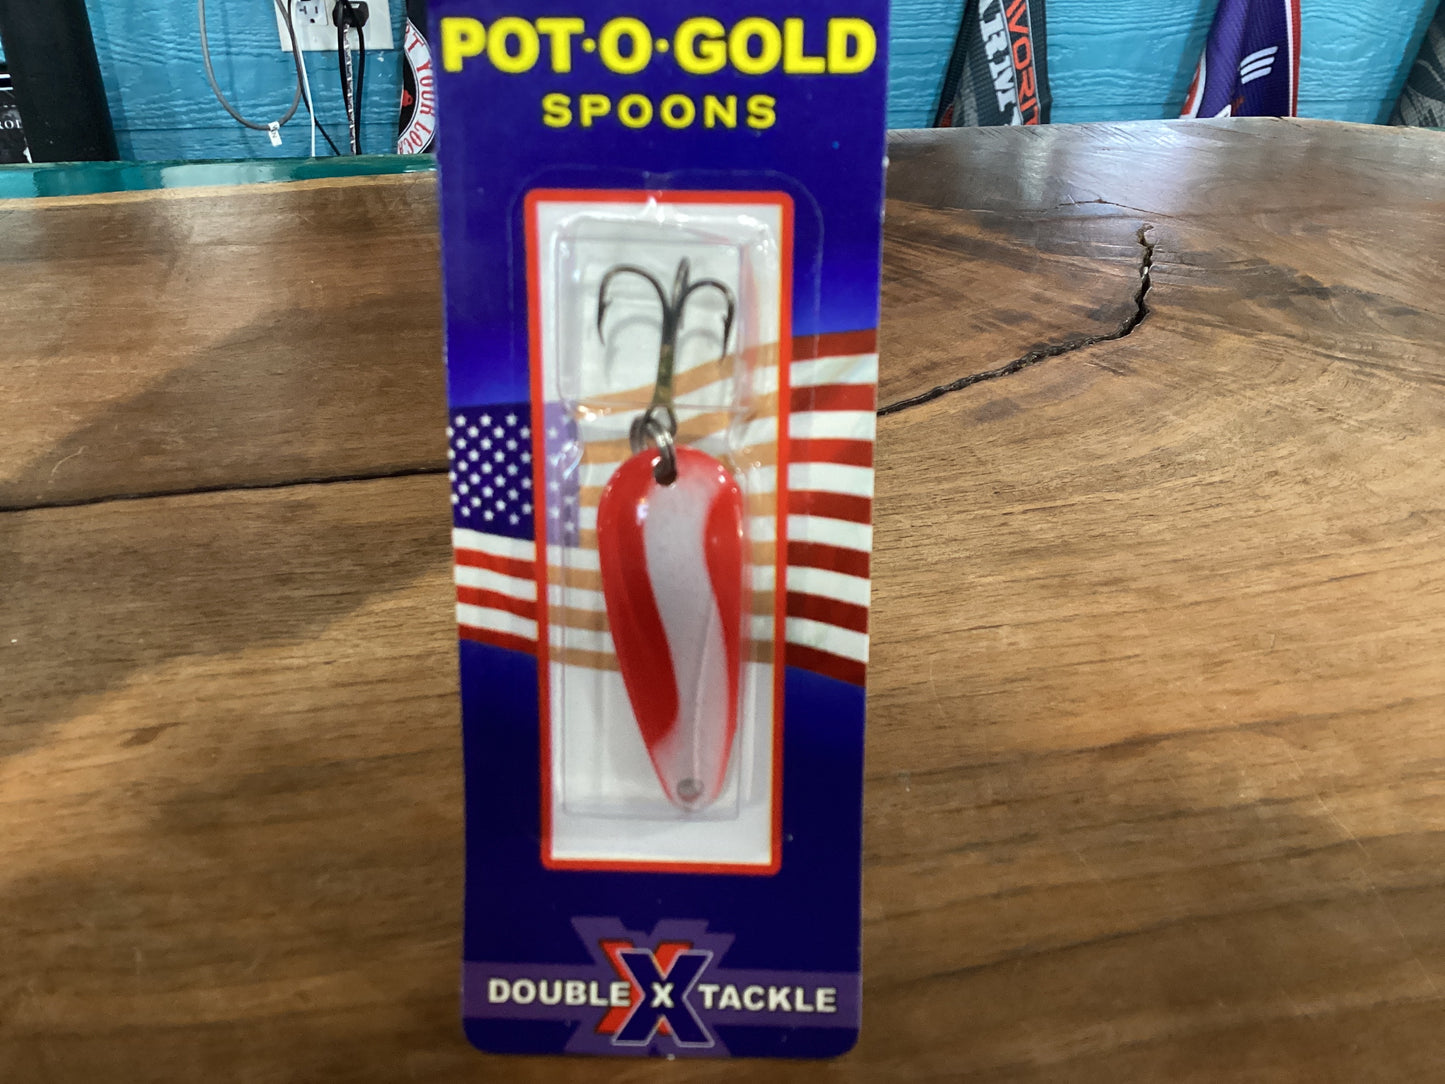 POT·O·GOLD
SPOONS
DOUBLE X TACKLE